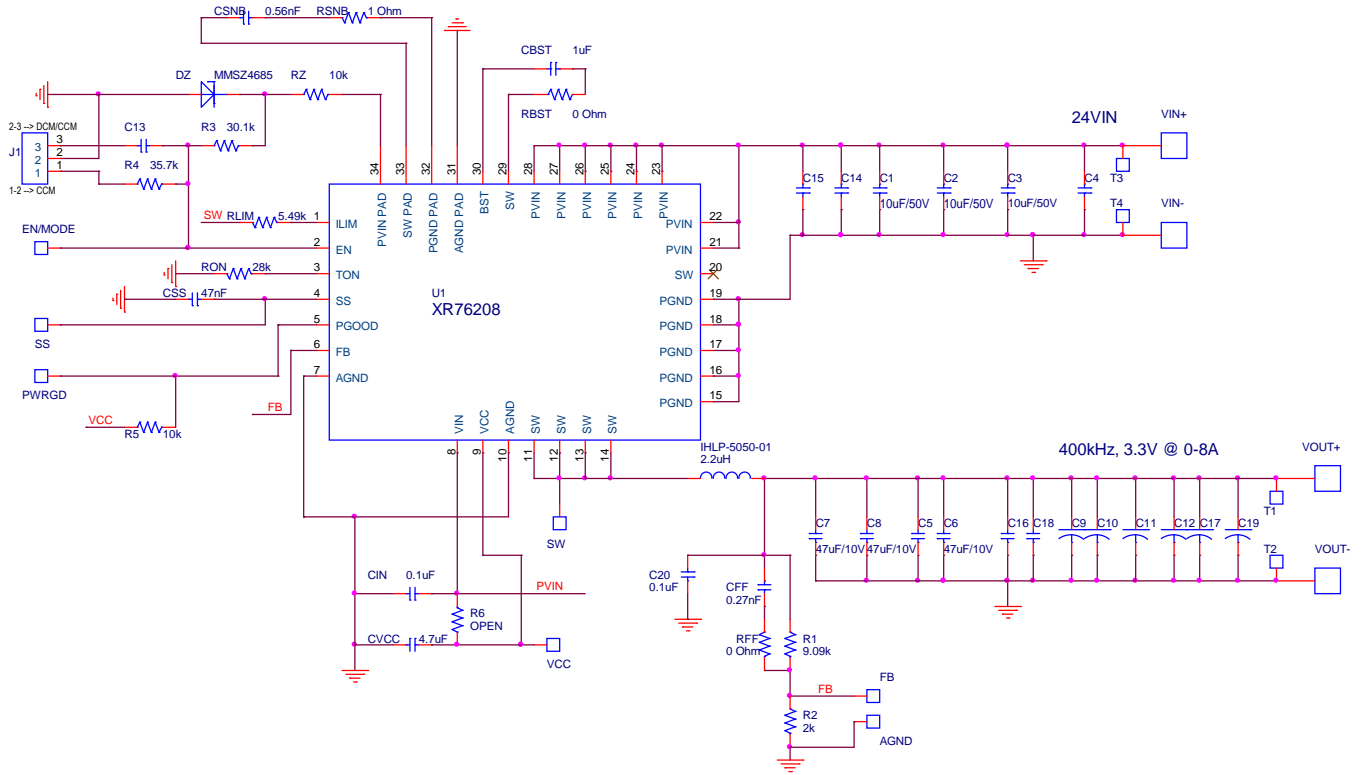 CSNB 0.56nF RSNB 1 Ohm
CBST 1uF
RBST 0 Ohm
DZ MMSZ4685 RZ 10k
2-3 --> DCM/CCM
J1
3
2
1
3
2
1
1-2 --> CCM
C13
R3 30.1k
R4 35.7k
24VIN
VIN+
T3
T4
VIN-
C15
C14
C1
10uF/50V
C2
10uF/50V
C3
10uF/50V
C4
34
33
32
31
30
29
28
27
26
25
24
23
PVIN PAD
SW PAD
PGND PAD
AGND PAD
BST
SW
PVIN
PVIN
PVIN
PVIN
PVIN
PVIN
SW RLIM 5.49k 1 ILIM
EN/MODE
2 EN
RON 28k 3 TON
CSS 47nF 4 SS
SS
5 PGOOD
6 FB
7 AGND
PWRGD
VCC
R5 10k
FB
U1
XR76208
PVIN 22
PVIN 21
SW 20
PGND 19
PGND 18
PGND 17
PGND 16
PGND 15
VIN
VCC
AGND
SW
SW
SW
SW
8
9
10
11
12
13
14
IHLP-5050-01
2.2uH
400kHz, 3.3V @ 0-8A
VOUT+
T1
T2
VOUT-
SW
C7
47uF/10V
C8
47uF/10V
C5
C6
47uF/10V
C16
C18
C9
C10
C11
C12
C17
C19
CIN 0.1uF
PVIN
R6
OPEN
CVCC 4.7uF
VCC
C20
0.1uF
CFF
0.27nF
RFF
0 Ohm
R1
9.09k
FB
FB
R2
2k
AGND